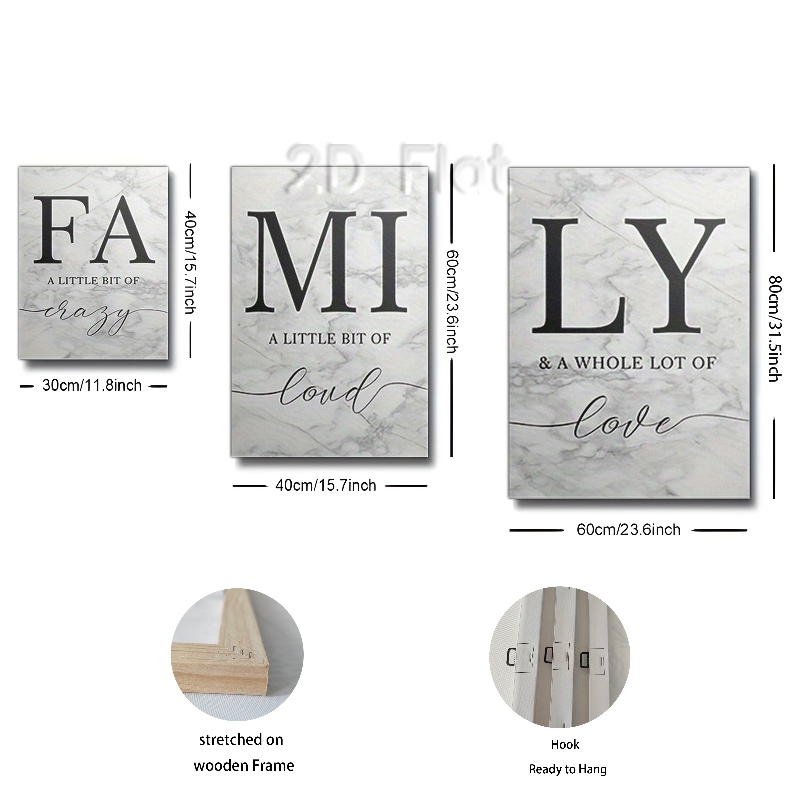 2D Flat
FA
A LITTLE BIT OF
crazy
40cm/15.7inch
30cm/11.8inch
MI
A LITTLE BIT OF
loud
60cm/23.6inch
40cm/15.7inch
LY
& A WHOLE LOT OF
love
80cm/31.5inch
60cm/23.6inch
stretched on
wooden Frame
Hook
Ready to Hang